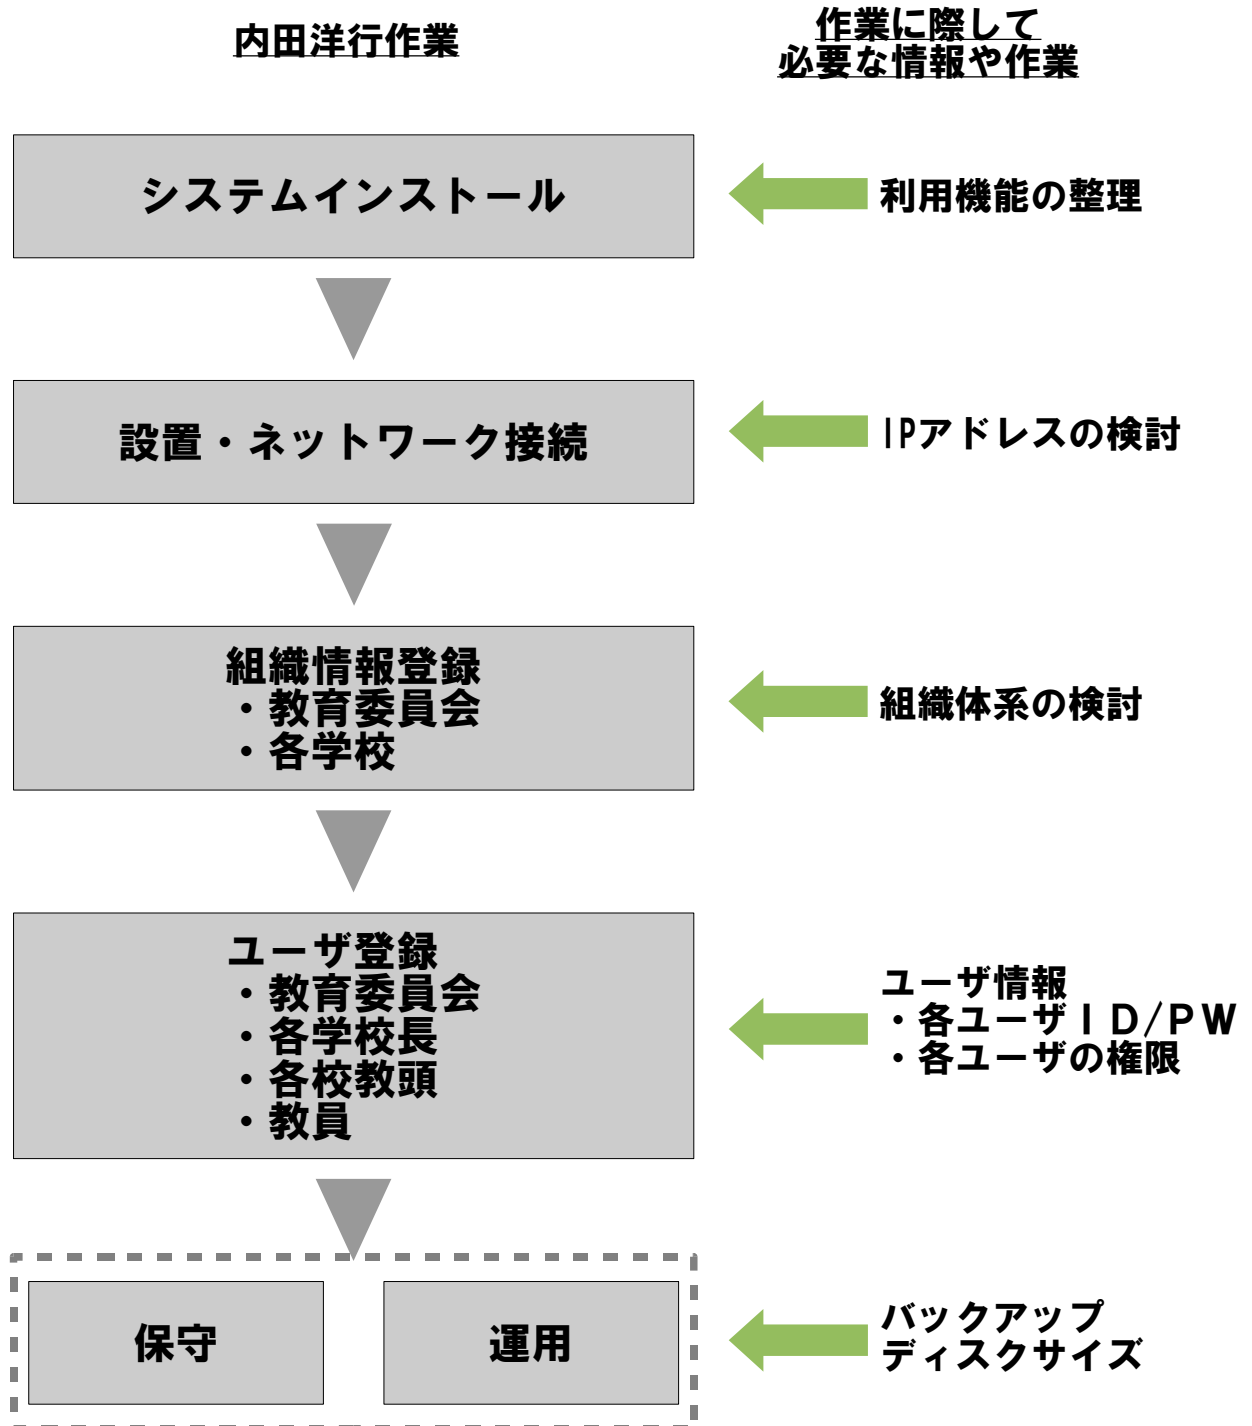 内田洋行作業
作業に際して
必要な情報や作業
システムインストール
利用機能の整理
設置・ネットワーク接続
IPアドレスの検討
組織情報登録
・教育委員会
・各学校
組織体系の検討
ユーザ登録
・教育委員会
・各学校長
・各校教頭
・教員
ユーザ情報
・各ユーザＩＤ/ＰＷ
・各ユーザの権限
保守
運用
バックアップ
ディスクサイズ